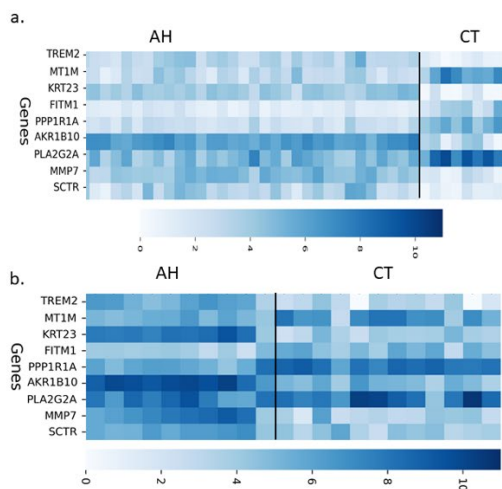 a.
AH CT
Genes
TREM2
MT1M
KRT23
FITM1
PPP1R1A
AKR1B10
PLA2G2A
MMP7
SCTR
0 2 4 6 8 10
b.
AH CT
Genes
TREM2
MT1M
KRT23
FITM1
PPP1R1A
AKR1B10
PLA2G2A
MMP7
SCTR
0 2 4 6 8 10